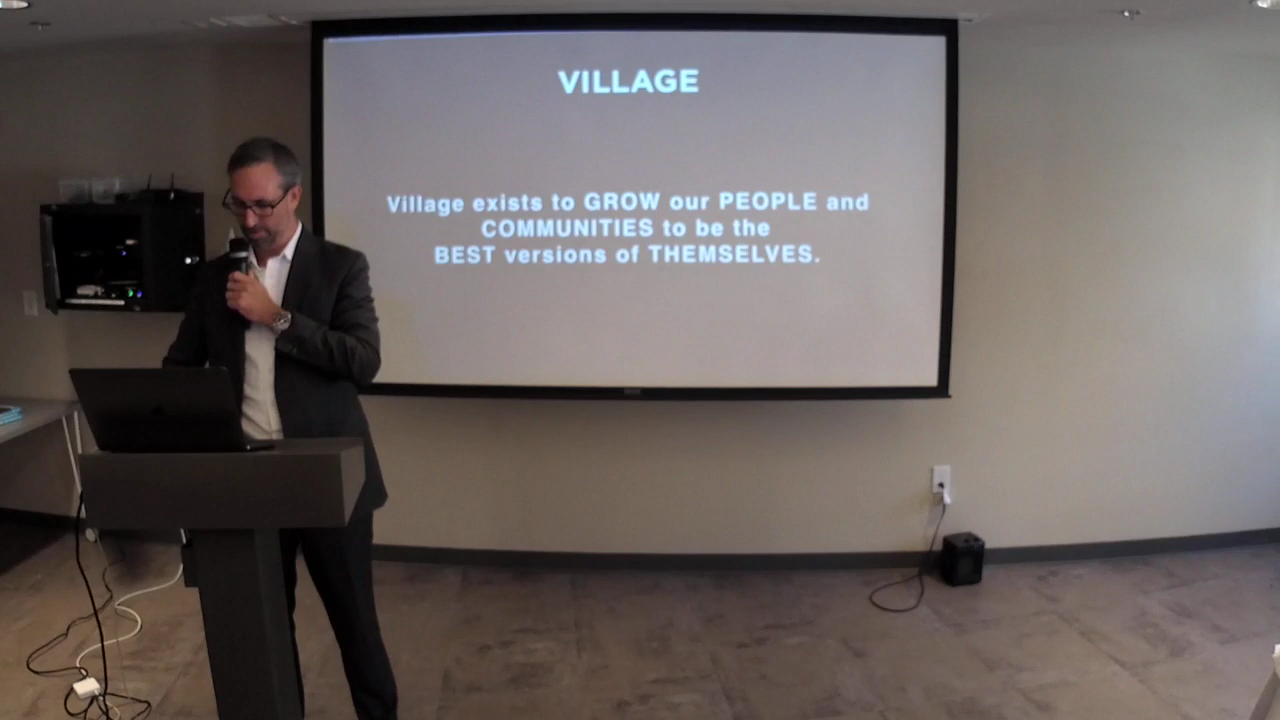 VILLAGE
Village exists to GROW our PEOPLE and
COMMUNITIES to be the
BEST versions of THEMSELVES.